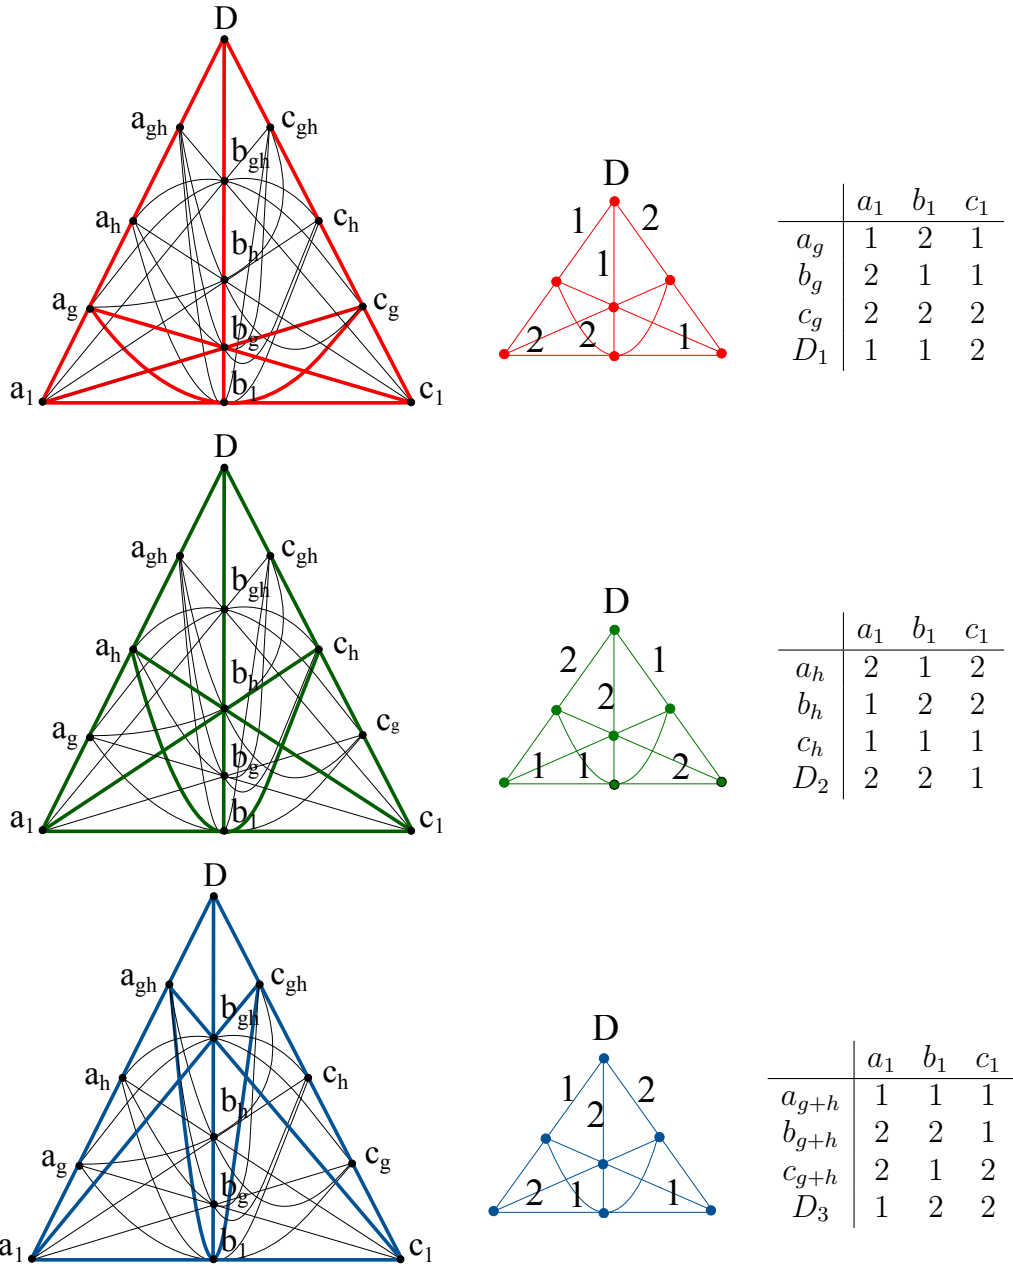 D
a_gh c_gh
b_gh
a_h c_h
b_h
a_g c_g
b_g
b_1
a_1 c_1
D
1 2
1
2 2 1
a_1 b_1 c_1
a_g 1 2 1
b_g 2 1 1
c_g 2 2 2
D_1 1 1 2
D
a_gh c_gh
b_gh
a_h c_h
b_h
a_g c_g
b_g
b_1
a_1 c_1
D
2 1
2
1 1 2
a_1 b_1 c_1
a_h 2 1 2
b_h 1 2 2
c_h 1 1 1
D_2 2 2 1
D
a_gh c_gh
b_gh
a_h c_h
b_h
a_g c_g
b_g
b_1
a_1 c_1
D
1 2
2
2 1 1
a_1 b_1 c_1
a_{g+h} 1 1 1
b_{g+h} 2 2 1
c_{g+h} 2 1 2
D_3 1 2 2